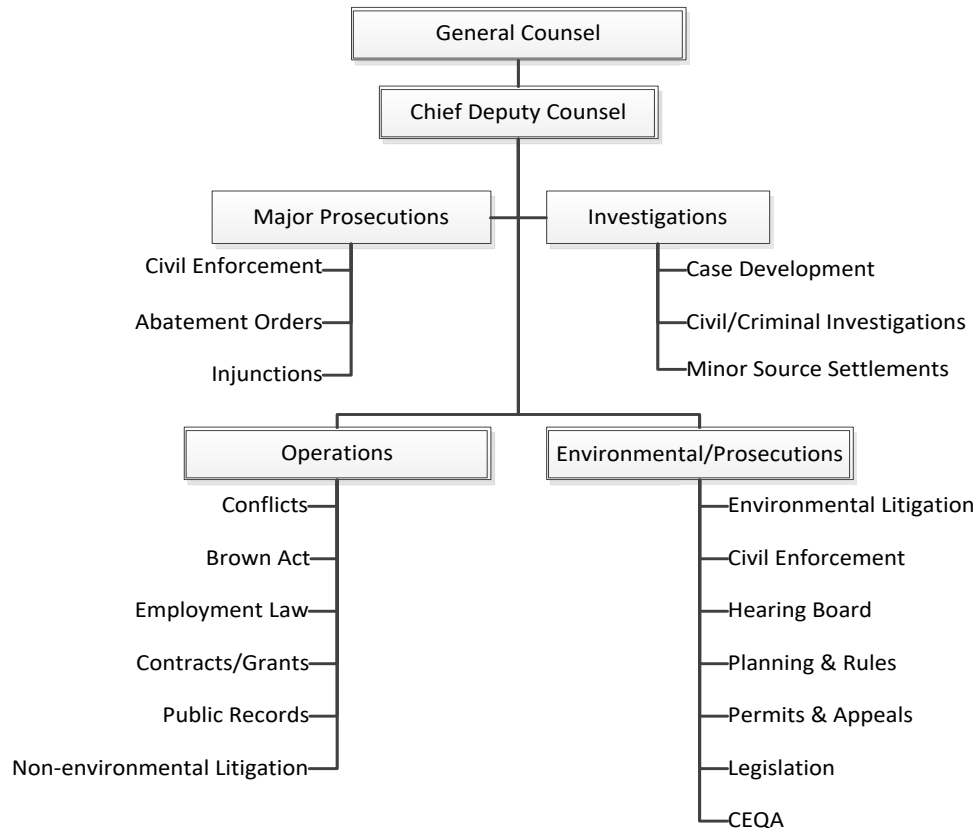 General Counsel
Chief Deputy Counsel
Major Prosecutions
Civil Enforcement
Abatement Orders
Injunctions
Investigations
Case Development
Civil/Criminal Investigations
Minor Source Settlements
Operations
Conflicts
Brown Act
Employment Law
Contracts/Grants
Public Records
Non-environmental Litigation
Environmental/Prosecutions
Environmental Litigation
Civil Enforcement
Hearing Board
Planning & Rules
Permits & Appeals
Legislation
CEQA